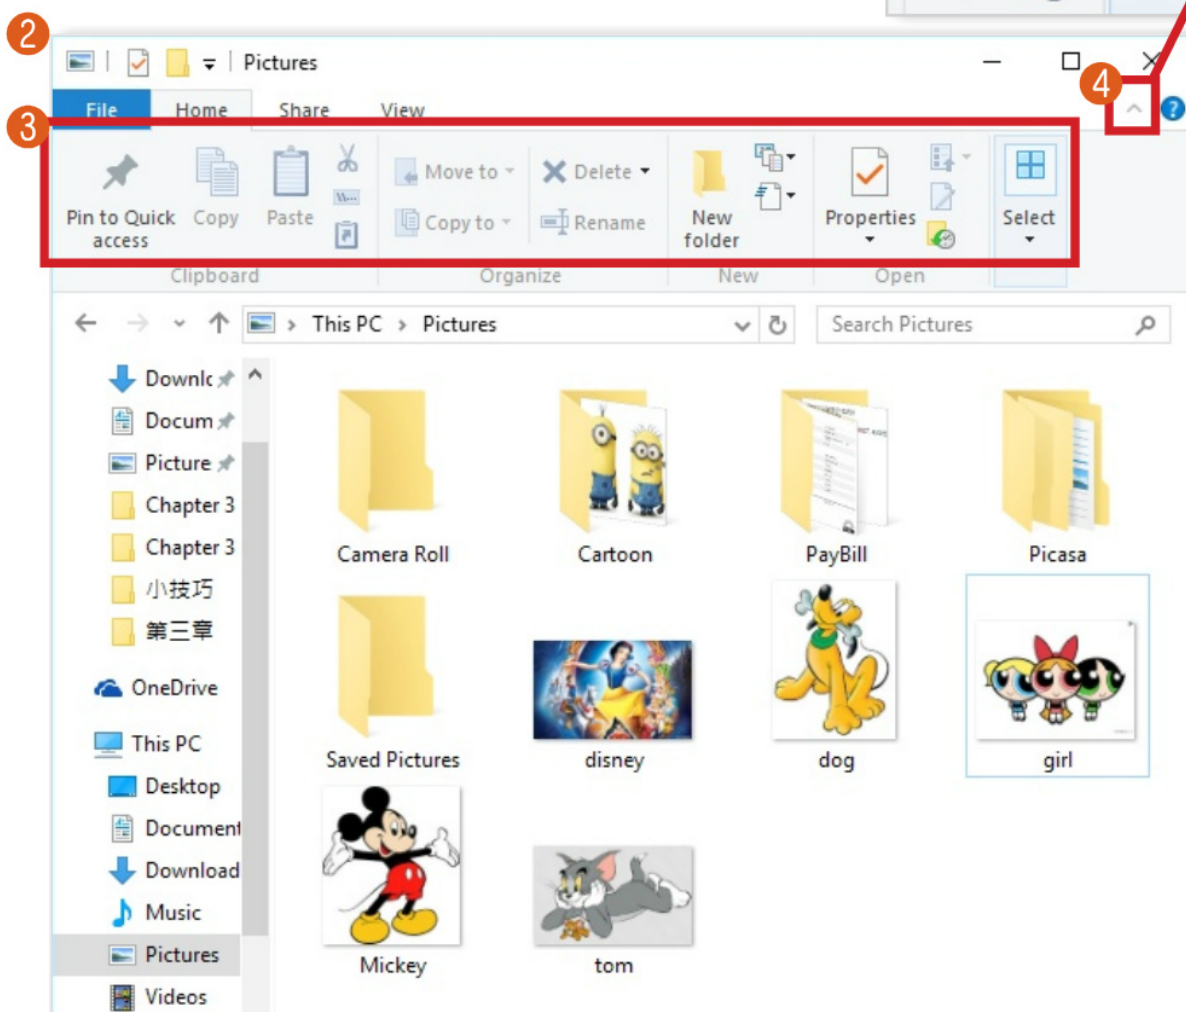 2
Pictures
4
File Home Share View
?
3
Pin to Quick access
Copy
Paste
Move to
Copy to
Delete
Rename
New folder
Properties
Select
Clipboard Organize New Open
This PC > Pictures
Search Pictures
Downlc
Docum
Picture
Chapter 3
Chapter 3
小技巧
第三章
OneDrive
This PC
Desktop
Document
Download
Music
Pictures
Videos
Camera Roll Cartoon PayBill Picasa
Saved Pictures disney dog girl
Mickey tom